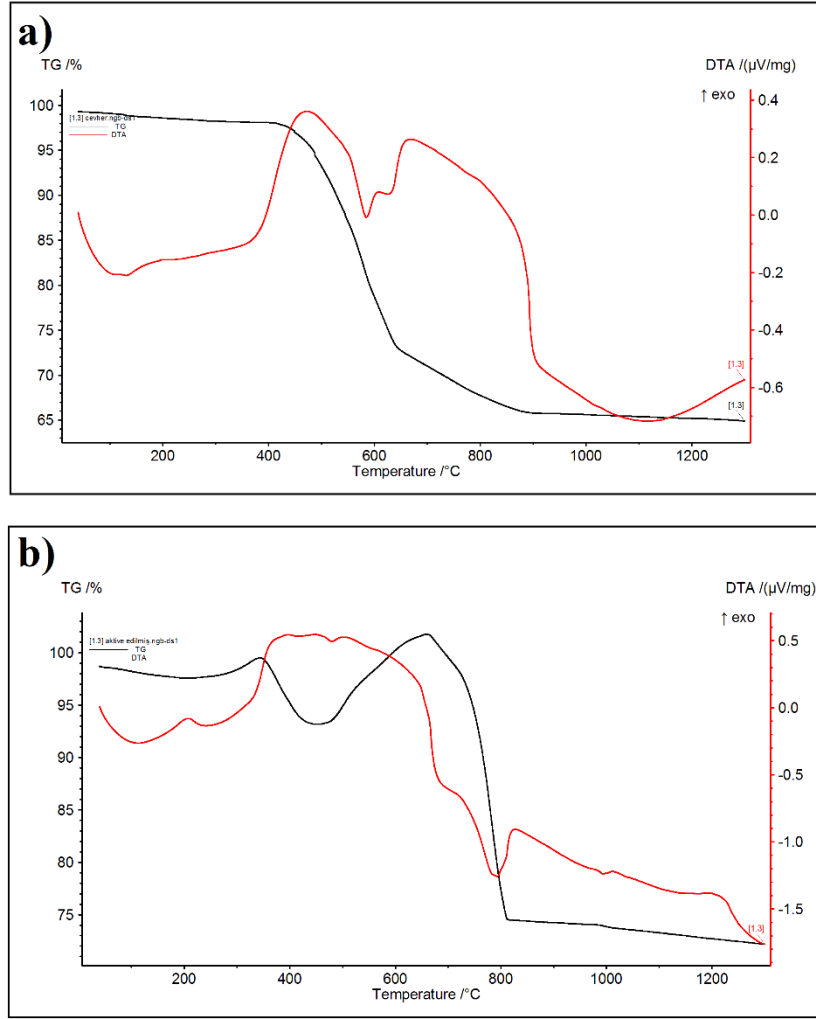 a)
TG /%
DTA /(µV/mg)
↑ exo
[1.3] cevher.ngb-ds1
TG
DTA
100
95
90
85
80
75
70
65
0.4
0.2
0.0
-0.2
-0.4
-0.6
[1.3]
[1.3]
200
400
600
800
1000
1200
Temperature /°C
b)
TG /%
DTA /(µV/mg)
↑ exo
[1.3] aktive edilmiş.ngb-ds1
TG
DTA
100
95
90
85
80
75
0.5
0.0
-0.5
-1.0
-1.5
[1.3]
200
400
600
800
1000
1200
Temperature /°C